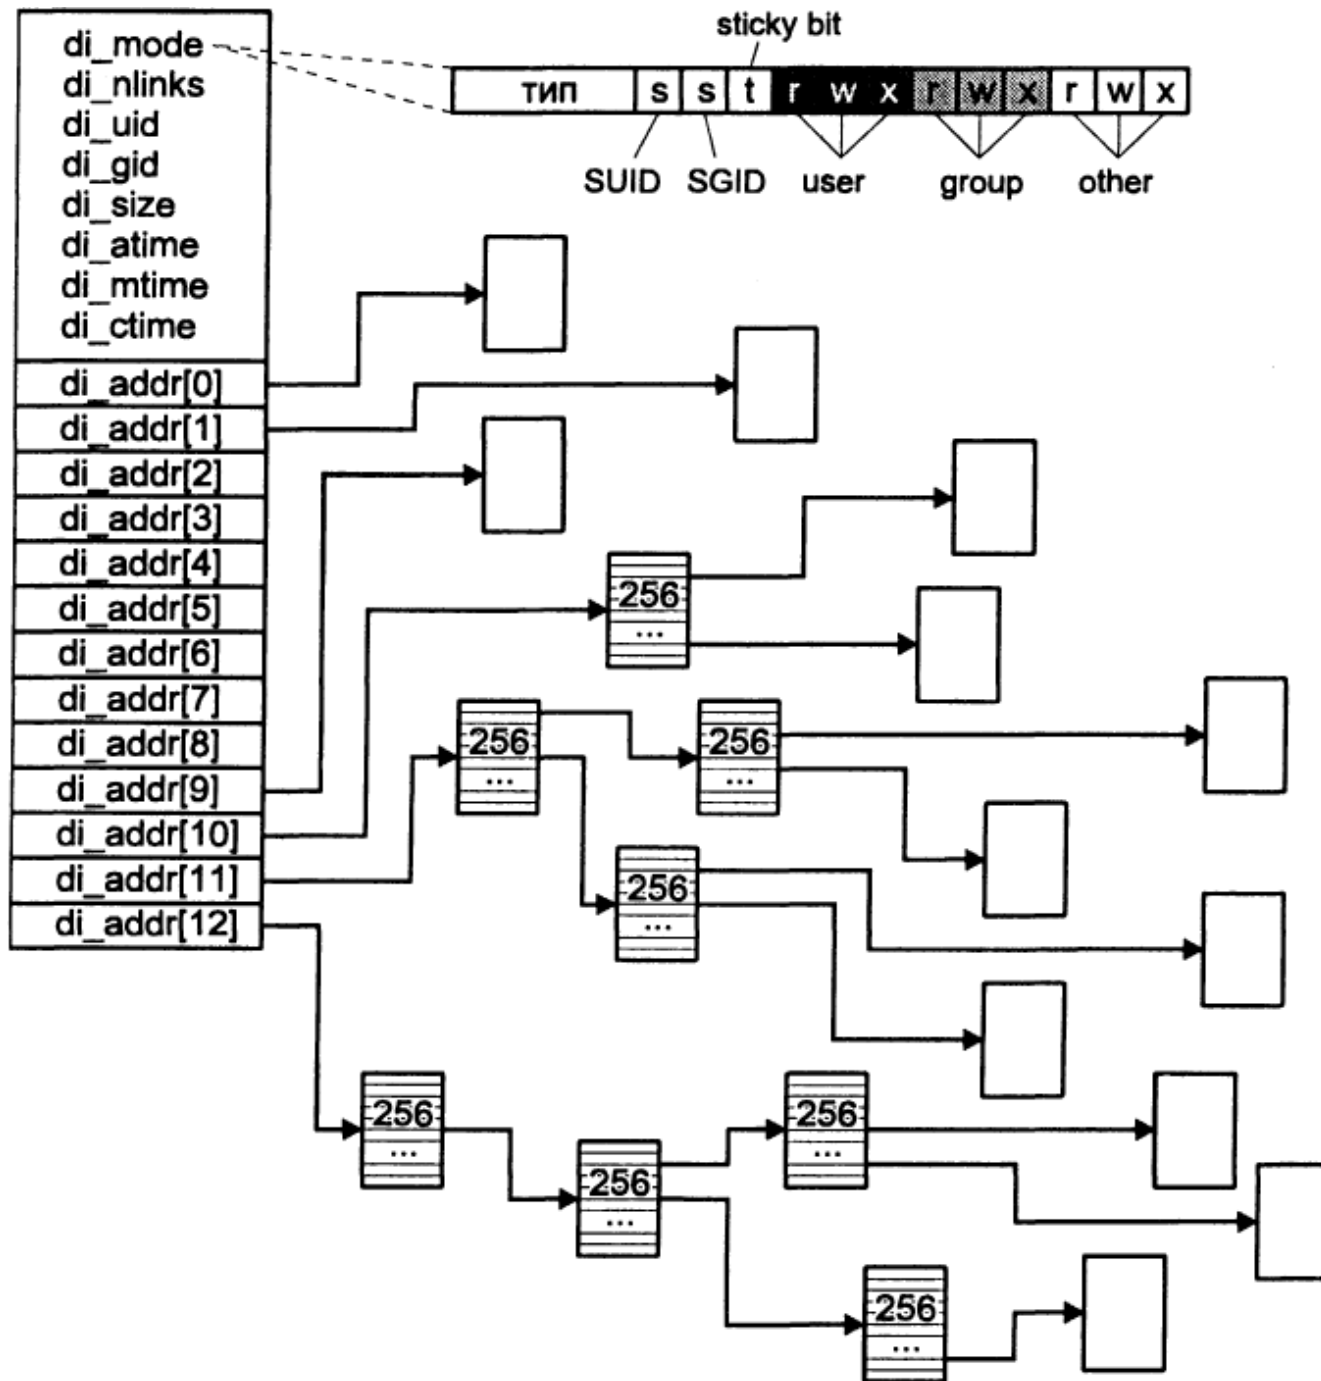 sticky bit
di_mode
тип s s t r w x r w x r w x
di_nlinks
di_uid
SUID SGID user group other
di_gid
di_size
di_atime
di_mtime
di_ctime
di_addr[0]
di_addr[1]
di_addr[2]
di_addr[3]
di_addr[4]
di_addr[5]
256
...
di_addr[6]
di_addr[7]
di_addr[8]
256 256
... ...
di_addr[9]
di_addr[10]
di_addr[11]
256
...
di_addr[12]
256 256
... ...
256
...
256
...